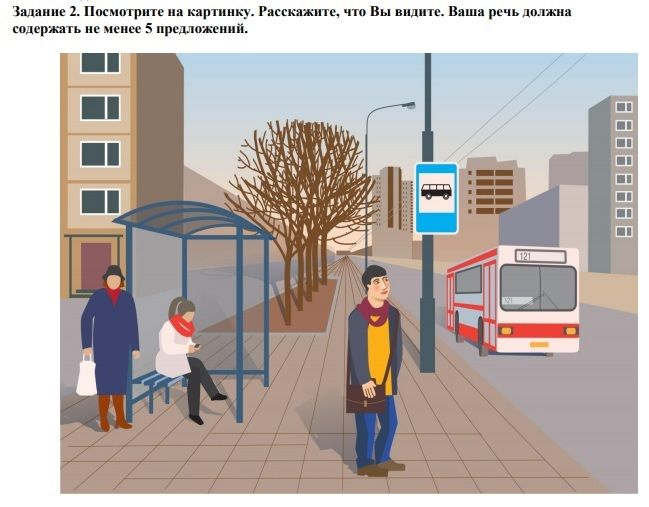 Задание 2. Посмотрите на картинку. Расскажите, что Вы видите. Ваша речь должна
содержать не менее 5 предложений.
121
121